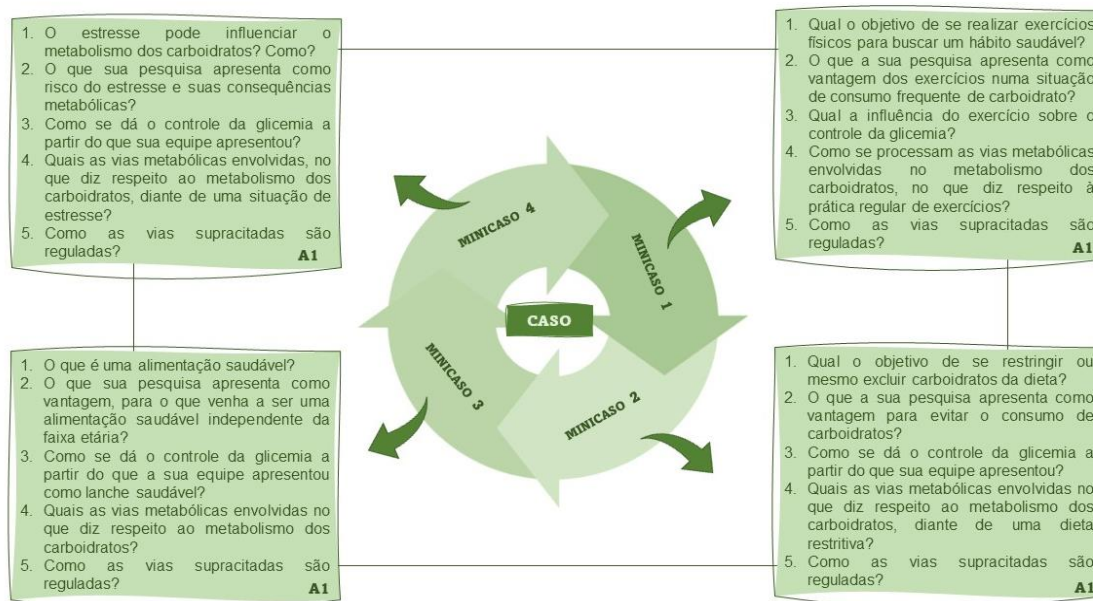 1. O estresse pode influenciar o
metabolismo dos carboidratos? Como?
2. O que sua pesquisa apresenta como
risco do estresse e suas consequências
metabólicas?
3. Como se dá o controle da glicemia a
partir do que sua equipe apresentou?
4. Quais as vias metabólicas envolvidas, no
que diz respeito ao metabolismo dos
carboidratos, diante de uma situação de
estresse?
5. Como as vias supracitadas são
reguladas?
A1
1. Qual o objetivo de se realizar exercícios
físicos para buscar um hábito saudável?
2. O que a sua pesquisa apresenta como
vantagem dos exercícios numa situação
de consumo frequente de carboidrato?
3. Qual a influência do exercício sobre o
controle da glicemia?
4. Como se processam as vias metabólicas
envolvidas no metabolismo dos
carboidratos, no que diz respeito à
prática regular de exercícios?
5. Como as vias supracitadas são
reguladas?
A1
MINICASO 4
MINICASO 1
CASO
MINICASO 3
MINICASO 2
1. O que é uma alimentação saudável?
2. O que sua pesquisa apresenta como
vantagem, para o que venha a ser uma
alimentação saudável independente da
faixa etária?
3. Como se dá o controle da glicemia a
partir do que a sua equipe apresentou
como lanche saudável?
4. Quais as vias metabólicas envolvidas no
que diz respeito ao metabolismo dos
carboidratos?
5. Como as vias supracitadas são
reguladas?
A1
1. Qual o objetivo de se restringir ou
mesmo excluir carboidratos da dieta?
2. O que a sua pesquisa apresenta como
vantagem para evitar o consumo de
carboidratos?
3. Como se dá o controle da glicemia a
partir do que sua equipe apresentou?
4. Quais as vias metabólicas envolvidas no
que diz respeito ao metabolismo dos
carboidratos, diante de uma dieta
restritiva?
5. Como as vias supracitadas são
reguladas?
A1